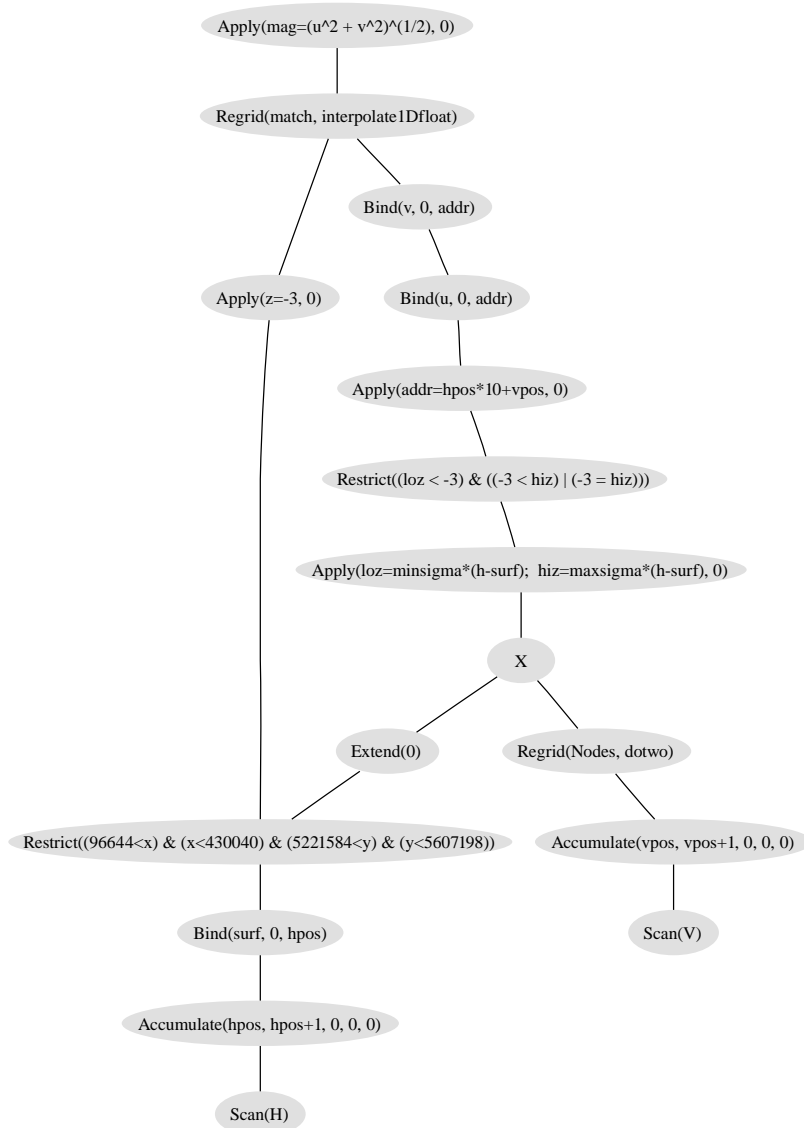 Apply(mag=(u^2 + v^2)^(1/2), 0)
Regrid(match, interpolate1Dfloat)
Bind(v, 0, addr)
Apply(z=-3, 0)
Bind(u, 0, addr)
Apply(addr=hpos*10+vpos, 0)
Restrict((loz < -3) & ((-3 < hiz) | (-3 = hiz)))
Apply(loz=minsigma*(h-surf);  hiz=maxsigma*(h-surf), 0)
X
Extend(0)
Regrid(Nodes, dotwo)
Restrict((96644<x) & (x<430040) & (5221584<y) & (y<5607198))
Accumulate(vpos, vpos+1, 0, 0, 0)
Bind(surf, 0, hpos)
Scan(V)
Accumulate(hpos, hpos+1, 0, 0, 0)
Scan(H)